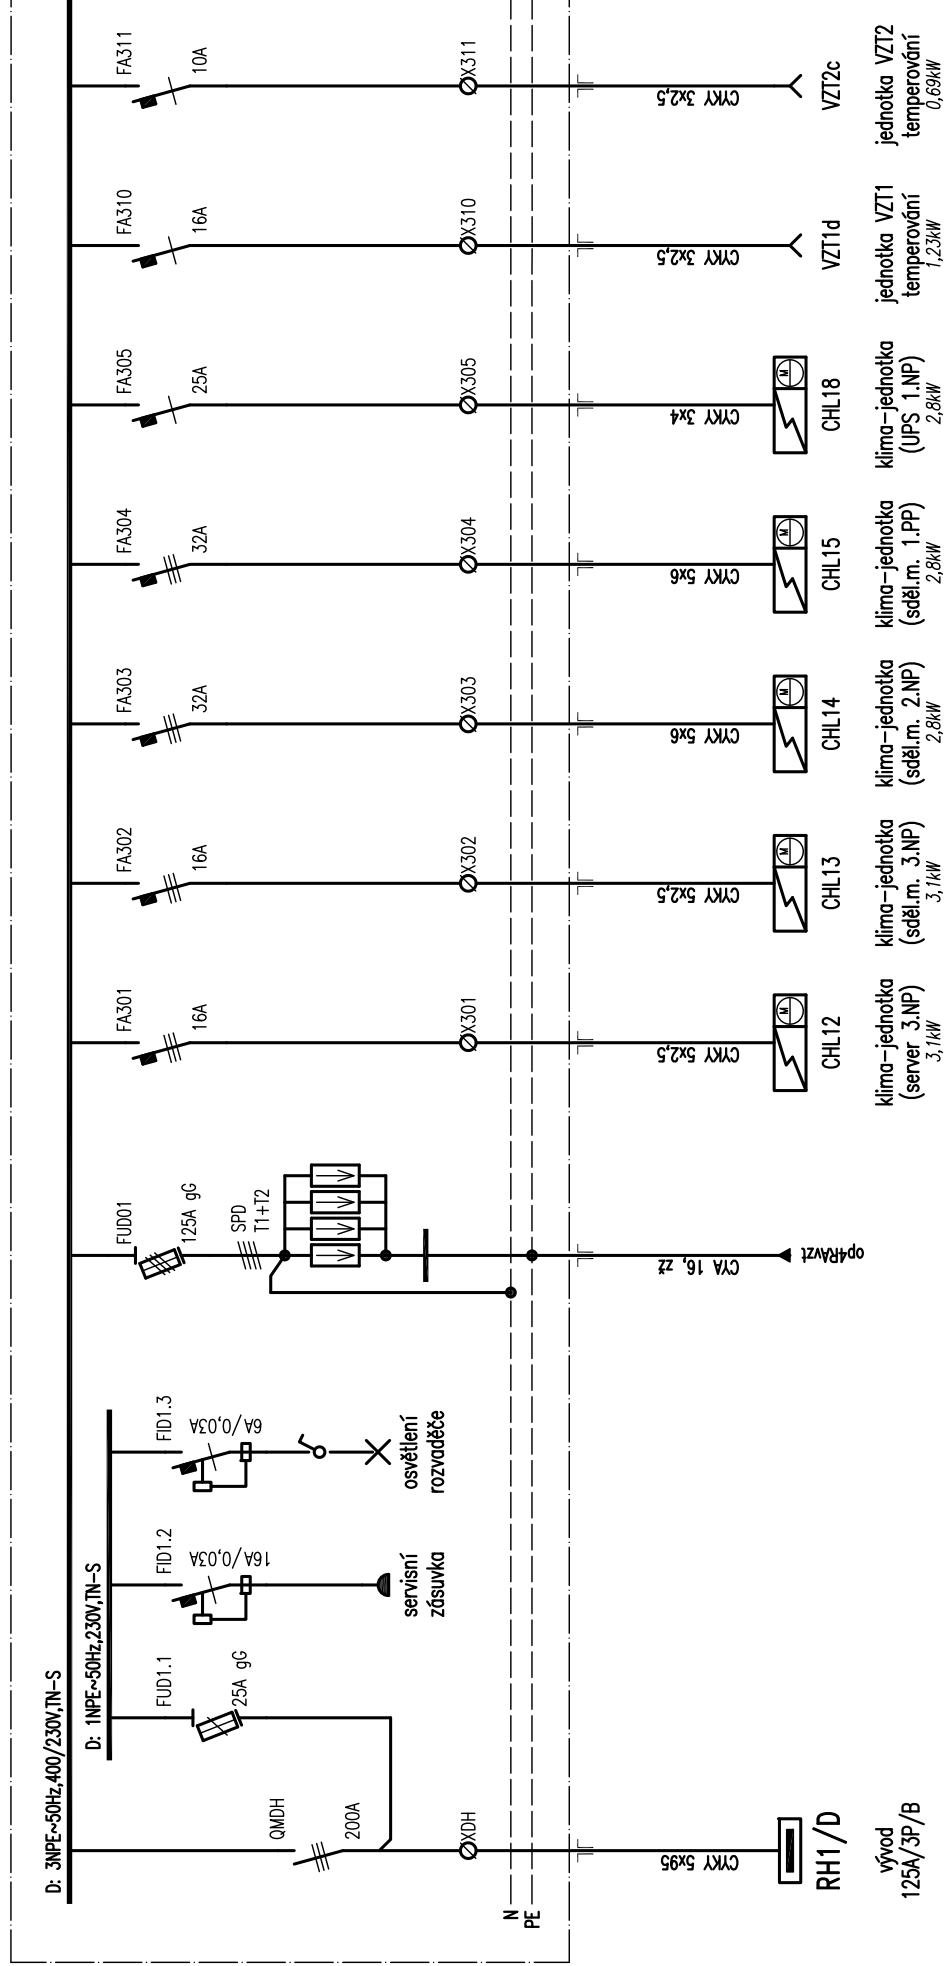 D: 3NPE~50Hz,400/230V,TN-S
D: 1NPE~50Hz,230V,TN-S
QMDH
200A
XDH
CYKY 5x95
RH1/D
vývod
125A/3P/B
N
PE
FUD1.1
25A gG
FID1.2
16A/0,03A
servisní
zásuvka
FID1.3
6A/0,03A
osvětlení
rozvaděče
FUD01
125A gG
SPD
T1+T2
CYA 16, zž
op4RAvzt
FA301
16A
X301
CYKY 5x2,5
M
CHL12
klima-jednotka
(server 3.NP)
3,1kW
FA302
16A
X302
CYKY 5x2,5
M
CHL13
klima-jednotka
(sděl.m. 3.NP)
3,1kW
FA303
32A
X303
CYKY 5x6
M
CHL14
klima-jednotka
(sděl.m. 2.NP)
2,8kW
FA304
32A
X304
CYKY 5x6
M
CHL15
klima-jednotka
(sděl.m. 1.PP)
2,8kW
FA305
25A
X305
CYKY 3x4
M
CHL18
klima-jednotka
(UPS 1.NP)
2,8kW
FA310
16A
X310
CYKY 3x2,5
VZT1d
jednotka VZT1
temperování
1,23kW
FA311
10A
X311
CYKY 3x2,5
VZT2c
jednotka VZT2
temperování
0,69kW